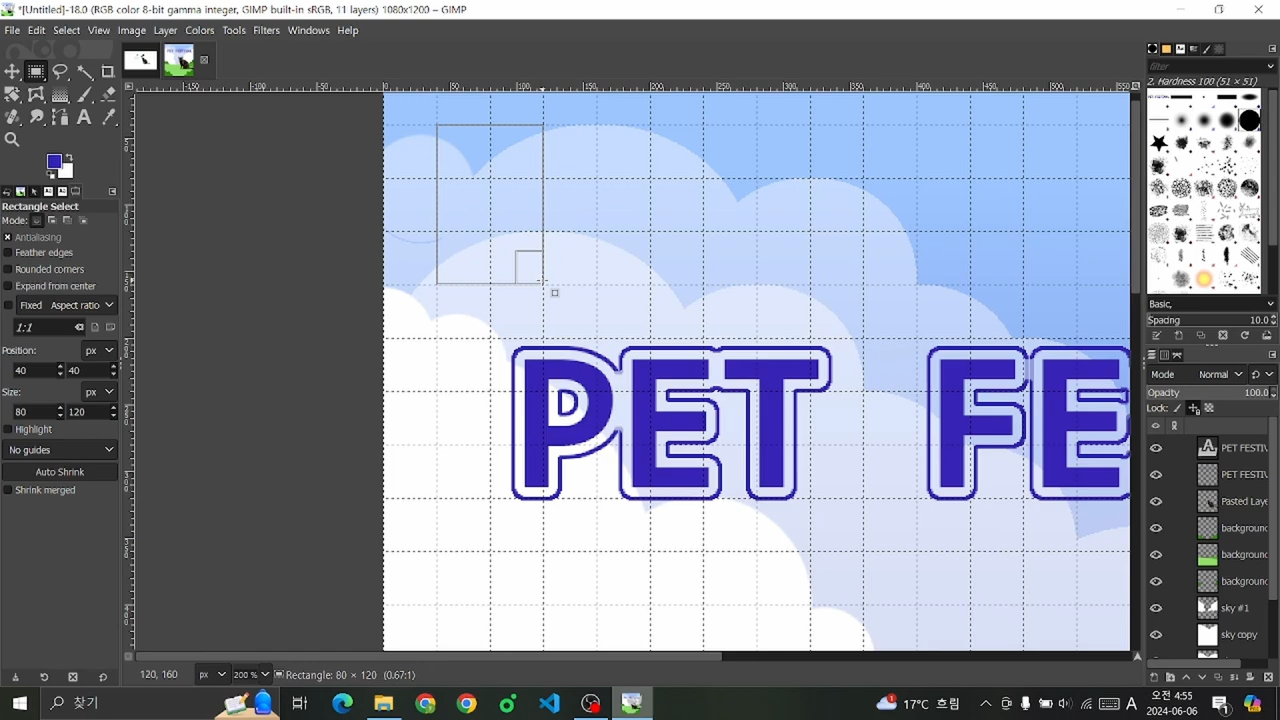 *[Untitled]-18.0 (RGB color 8-bit gamma integer, GIMP built-in sRGB, 11 layers) 1080x1200 – GIMP
File Edit Select View Image Layer Colors Tools Filters Windows Help
Rectangle Select
Mode:
Antialiasing
Feather edges
Rounded corners
Expand from center
Fixed Aspect ratio
1:1
Position: px
40 40
Size: px
80 120
Highlight
No guides
Auto Shrink
Shrink merged
PET FE
filter
2. Hardness 100 (51 × 51)
Basic,
Spacing 10.0
Mode Normal
Opacity 100.0
Lock:
PET FESTIV
PET FESTIV
Pasted Laye
background
background
background
sky #1
sky copy
120, 160 px 200 % Rectangle: 80 × 120 (0.67:1)
찾기
17°C 흐림
A
오전 4:55
2024-06-06
1